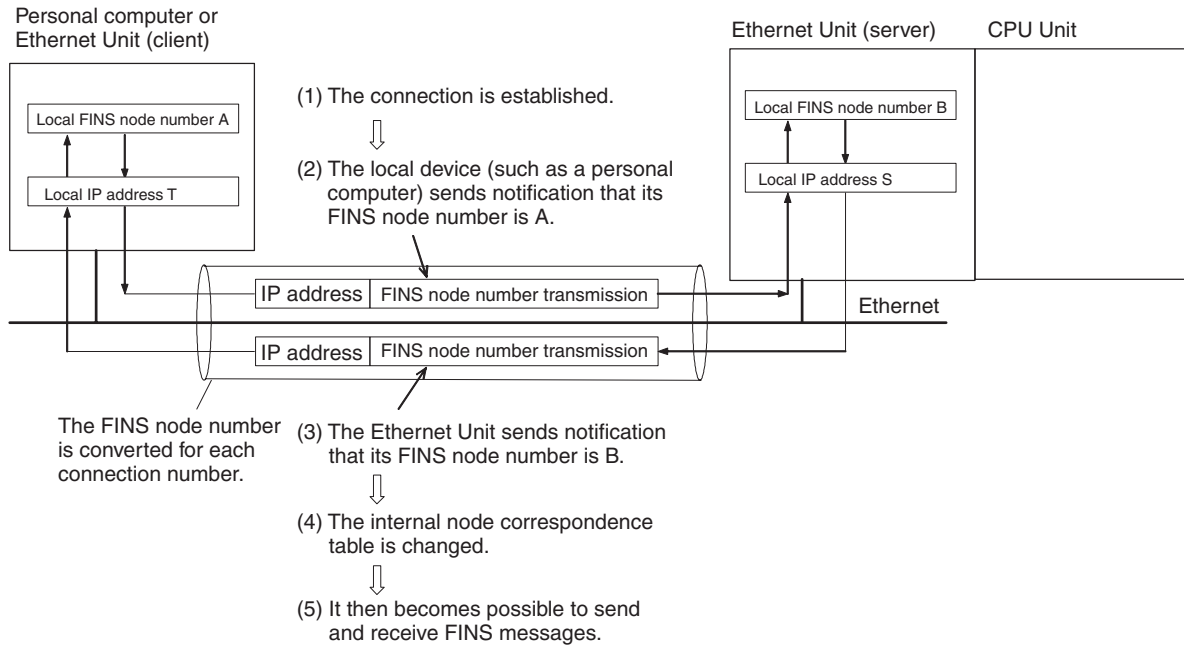 Personal computer or
Ethernet Unit (client)
Ethernet Unit (server)
CPU Unit
Local FINS node number A
Local IP address T
(1) The connection is established.
(2) The local device (such as a personal
computer) sends notification that its
FINS node number is A.
Local FINS node number B
Local IP address S
IP address
FINS node number transmission
Ethernet
IP address
FINS node number transmission
The FINS node number
is converted for each
connection number.
(3) The Ethernet Unit sends notification
that its FINS node number is B.
(4) The internal node correspondence
table is changed.
(5) It then becomes possible to send
and receive FINS messages.